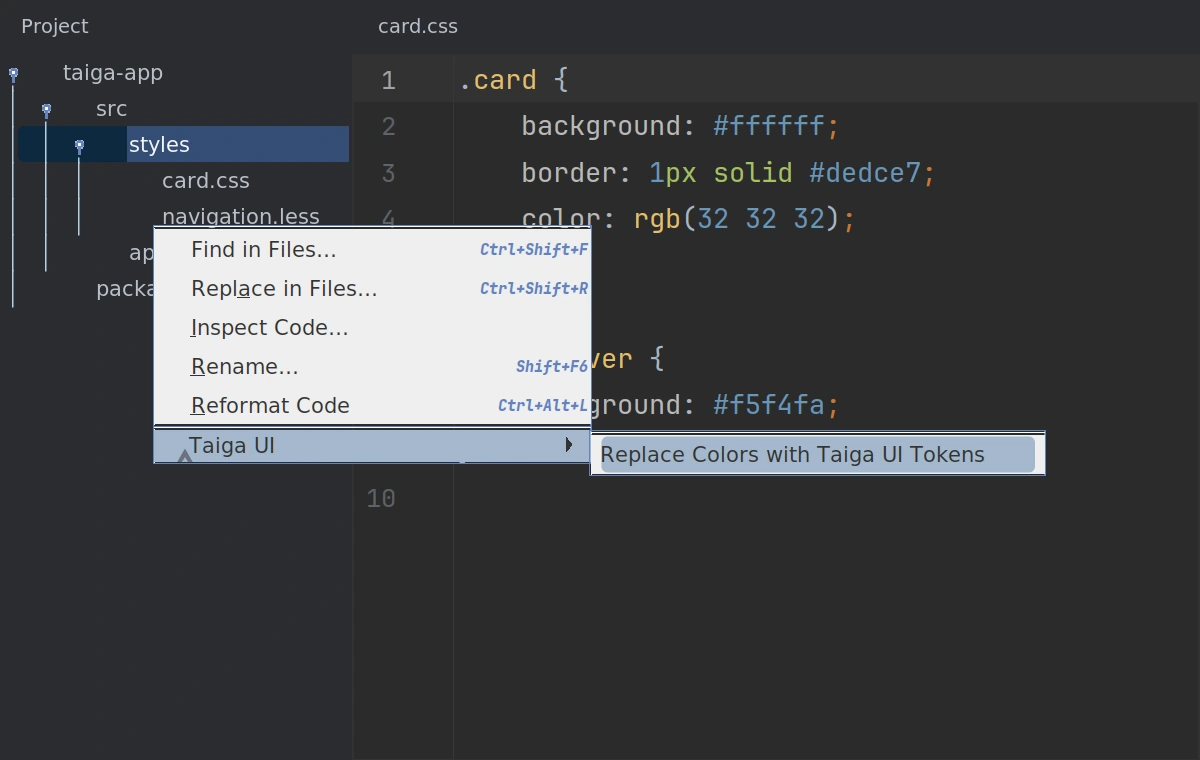 Project
card.css
taiga-app
src
styles
card.css
navigation.less
1 .card {
2 background: #ffffff;
3 border: 1px solid #dedce7;
4 color: rgb(32 32 32);
Find in Files... Ctrl+Shift+F
Replace in Files... Ctrl+Shift+R
Inspect Code...
Rename... Shift+F6
Reformat Code Ctrl+Alt+L
Taiga UI
Replace Colors with Taiga UI Tokens
{
#f5f4fa;
10